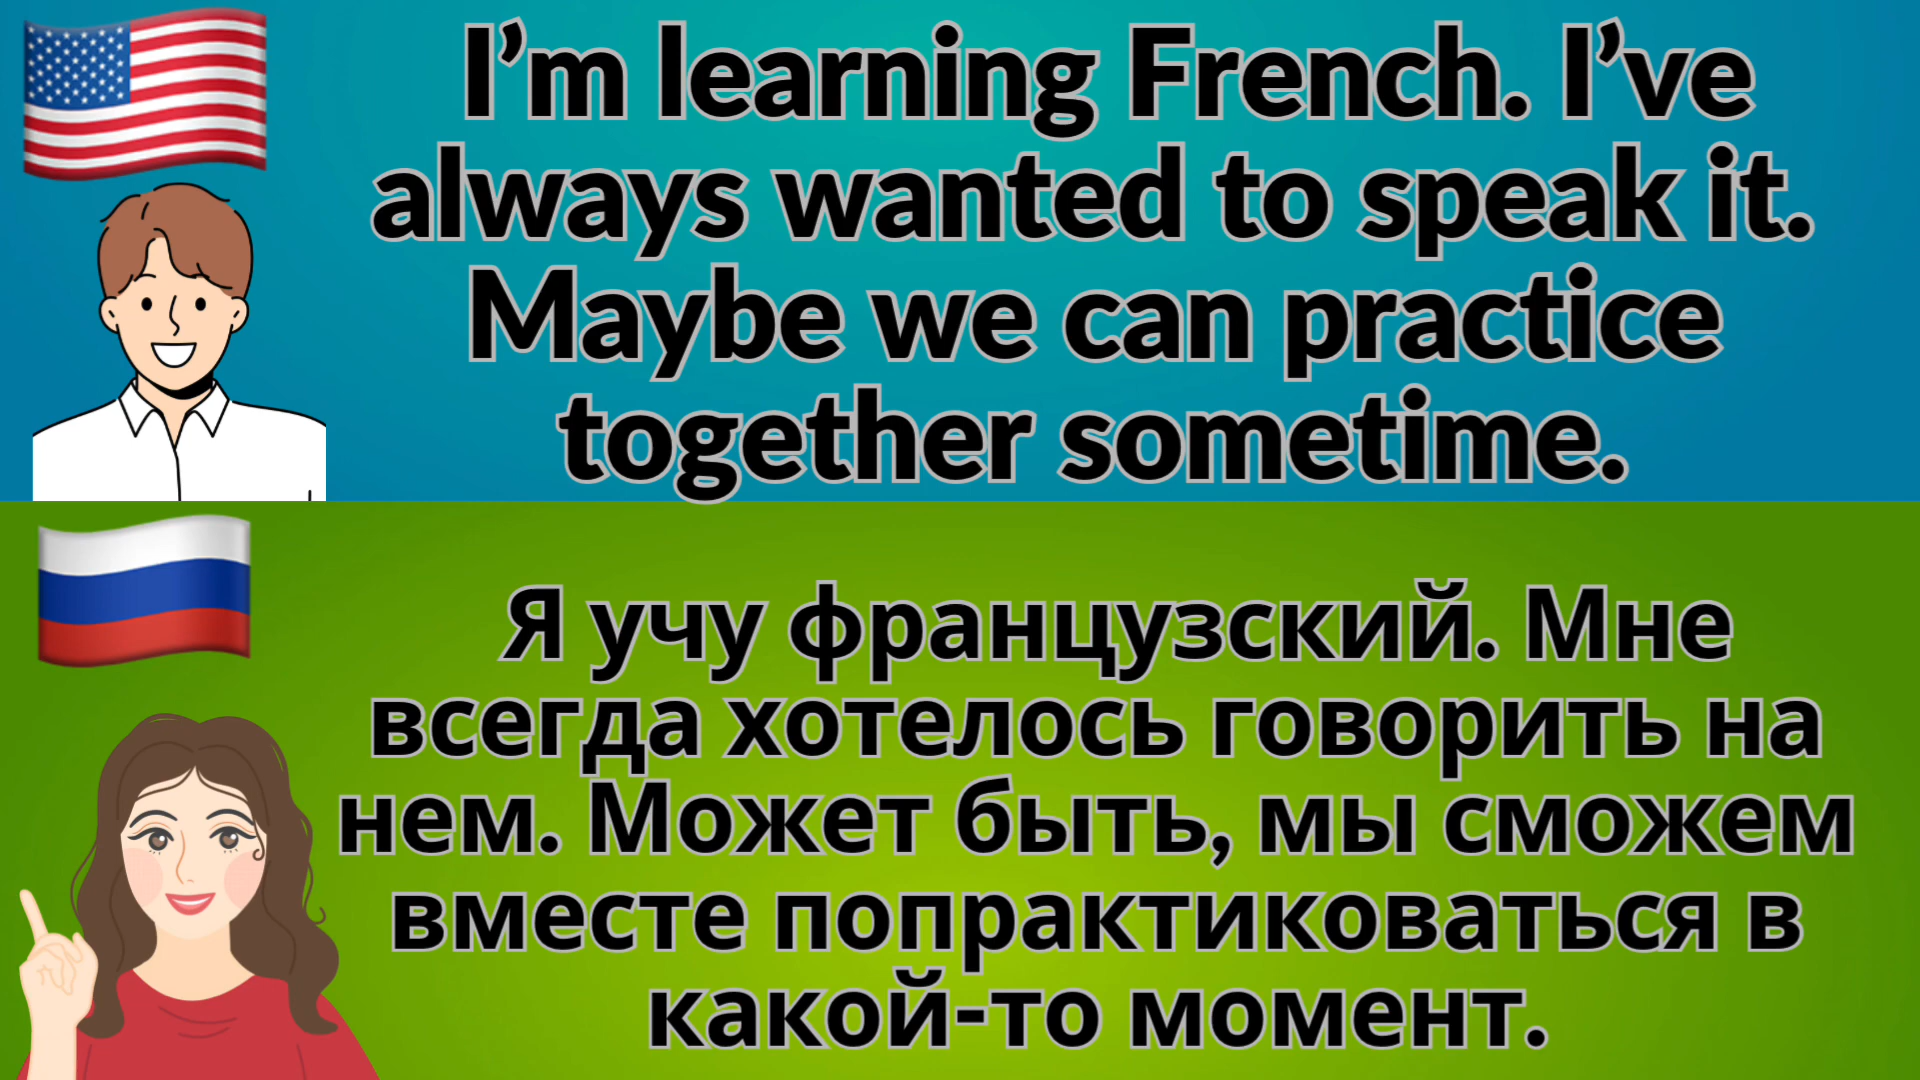 I’m learning French. I’ve
always wanted to speak it.
Maybe we can practice
together sometime.
Я учу французский. Мне
всегда хотелось говорить на
нем. Может быть, мы сможем
вместе попрактиковаться в
какой-то момент.